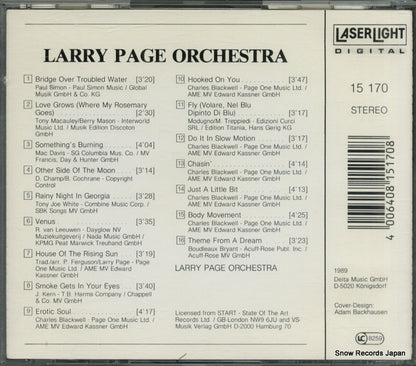 LARRY PAGE ORCHESTRA
1 Bridge Over Troubled Water [3'20]
Paul Simon - Paul Simon Music / Global
Musik GmbH & Co. KG
2 Love Grows (Where My Rosemary
Goes) [2'30]
Tony Macauley/Berry Mason - Interworld
Music Ltd. / Musik Edition Discoton
GmbH
3 Something's Burning [4'04]
Mac Davis - SG Columbus Mus. Co. / MV
Francis, Day & Hunter GmbH
4 Other Side Of The Moon [3'14]
D. Champ/B. Cochrane - Copyright
Control
5 Rainy Night In Georgia [3'28]
Tony Joe White - Combine Music Corp. /
SBK Songs MV GmbH
6 Venus [3'35]
R. van Leeuwen - Dayglow NV
Muziekuitgeverij / Nada Music GmbH /
KPMG Peat Marwick Treuhand GmbH
7 House Of The Rising Sun [3'19]
Trad./arr. P. Ferguson/Larry Page - Page
One Music Ltd. / AME MV Edward
Kassner GmbH
8 Smoke Gets In Your Eyes [3'40]
J. Kern - T.B. Harms Company / Chappell
& Co. MV GmbH
9 Erotic Soul [4'17]
Charles Blackwell - Page One Music Ltd. /
AME MV Edward Kassner GmbH
10 Hooked On You [3'47]
Charles Blackwell - Page One Music Ltd. /
AME MV Edward Kassner GmbH
11 Fly (Volare, Nel Blu
Dipinto Di Blu) [3'17]
Modugno/M. Treppiedi - Edizioni Curci
SRL / Edition Titania, Hans Gerig KG
12 Do It In Slow Motion [3'17]
Charles Blackwell - Page One Music Ltd. /
AME MV Edward Kassner GmbH
13 Chasin' [4'14]
Charles Blackwell - Page One Music Ltd. /
AME MV Edward Kassner GmbH
14 Just A Little Bit [4'13]
Charles Blackwell - Page One Music Ltd. /
AME MV Edward Kassner GmbH
15 Body Movement [4'25]
Charles Blackwell - Page One Music Ltd. /
AME MV Edward Kassner GmbH
16 Theme From A Dream [3'23]
Boudleaux Bryant - Acuff-Rose Publ. Inc. /
Acuff-Rose MV GmbH
LARRY PAGE ORCHESTRA
Licensed from START - State Of The Art
Records Ltd. / GB-London NW9 6JU and VS-
Musik Verlag GmbH D-2000 Hamburg 70
LASERLIGHT
DIGITAL
15 170
STEREO
4 006408 151708
1989
Delta Music GmbH
D-5020 Königsdorf
Cover-Design:
Adam Backhausen
LC 8259
Snow Records Japan